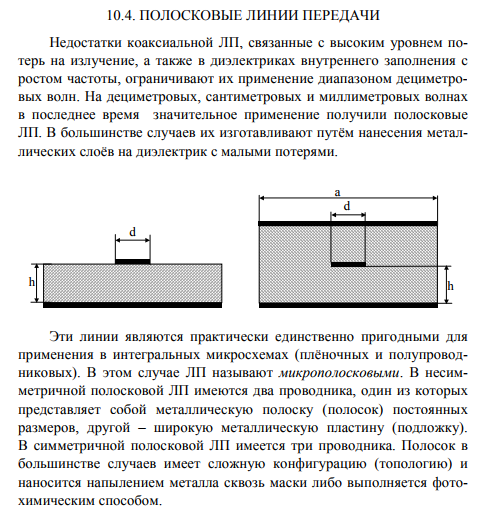 10.4. ПОЛОСКОВЫЕ ЛИНИИ ПЕРЕДАЧИ
Недостатки коаксиальной ЛП, связанные с высоким уровнем по-
терь на излучение, а также в диэлектриках внутреннего заполнения с
ростом частоты, ограничивают их применение диапазоном дециметро-
вых волн. На дециметровых, сантиметровых и миллиметровых волнах
в последнее время значительное применение получили полосковые
ЛП. В большинстве случаев их изготавливают путём нанесения метал-
лических слоёв на диэлектрик с малыми потерями.
a
d
d
h
h
Эти линии являются практически единственно пригодными для
применения в интегральных микросхемах (плёночных и полупровод-
никовых). В этом случае ЛП называют микрополосковыми. В несим-
метричной полосковой ЛП имеются два проводника, один из которых
представляет собой металлическую полоску (полосок) постоянных
размеров, другой – широкую металлическую пластину (подложку).
В симметричной полосковой ЛП имеется три проводника. Полосок в
большинстве случаев имеет сложную конфигурацию (топологию) и
наносится напылением металла сквозь маски либо выполняется фото-
химическим способом.